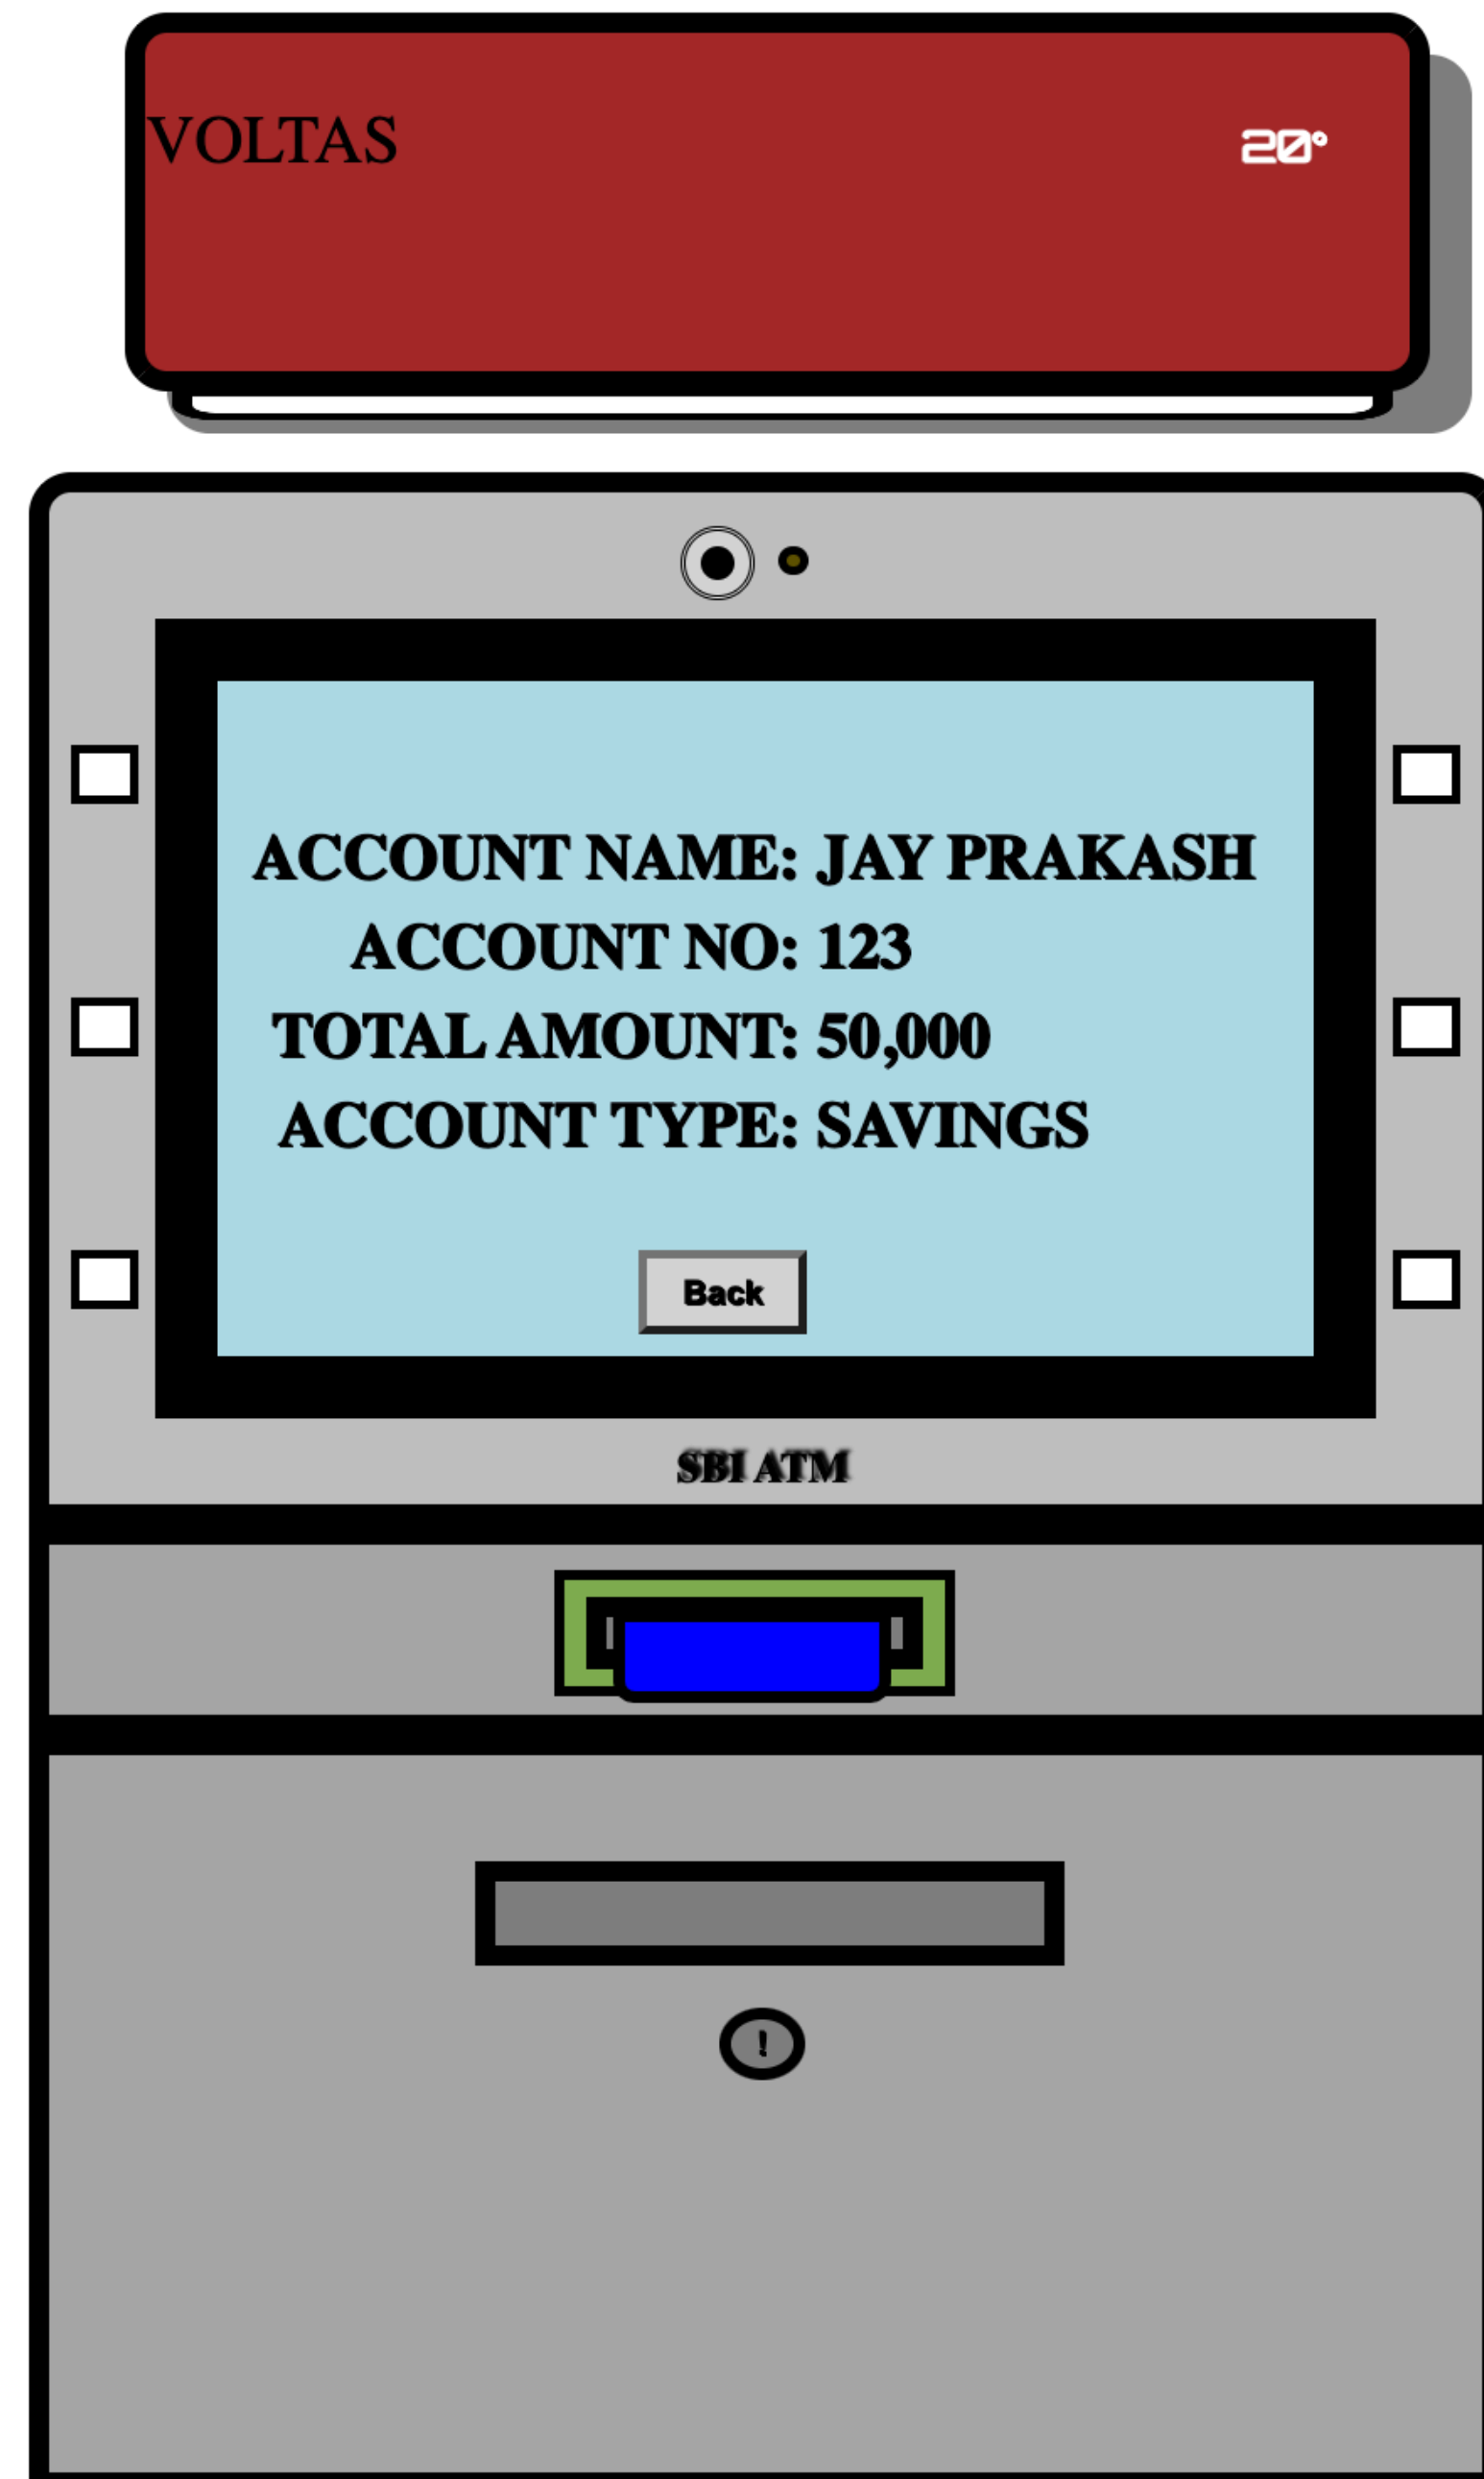 VOLTAS
20°
ACCOUNT NAME: JAY PRAKASH
ACCOUNT NO: 123
TOTAL AMOUNT: 50,000
ACCOUNT TYPE: SAVINGS
Back
SBI ATM
!